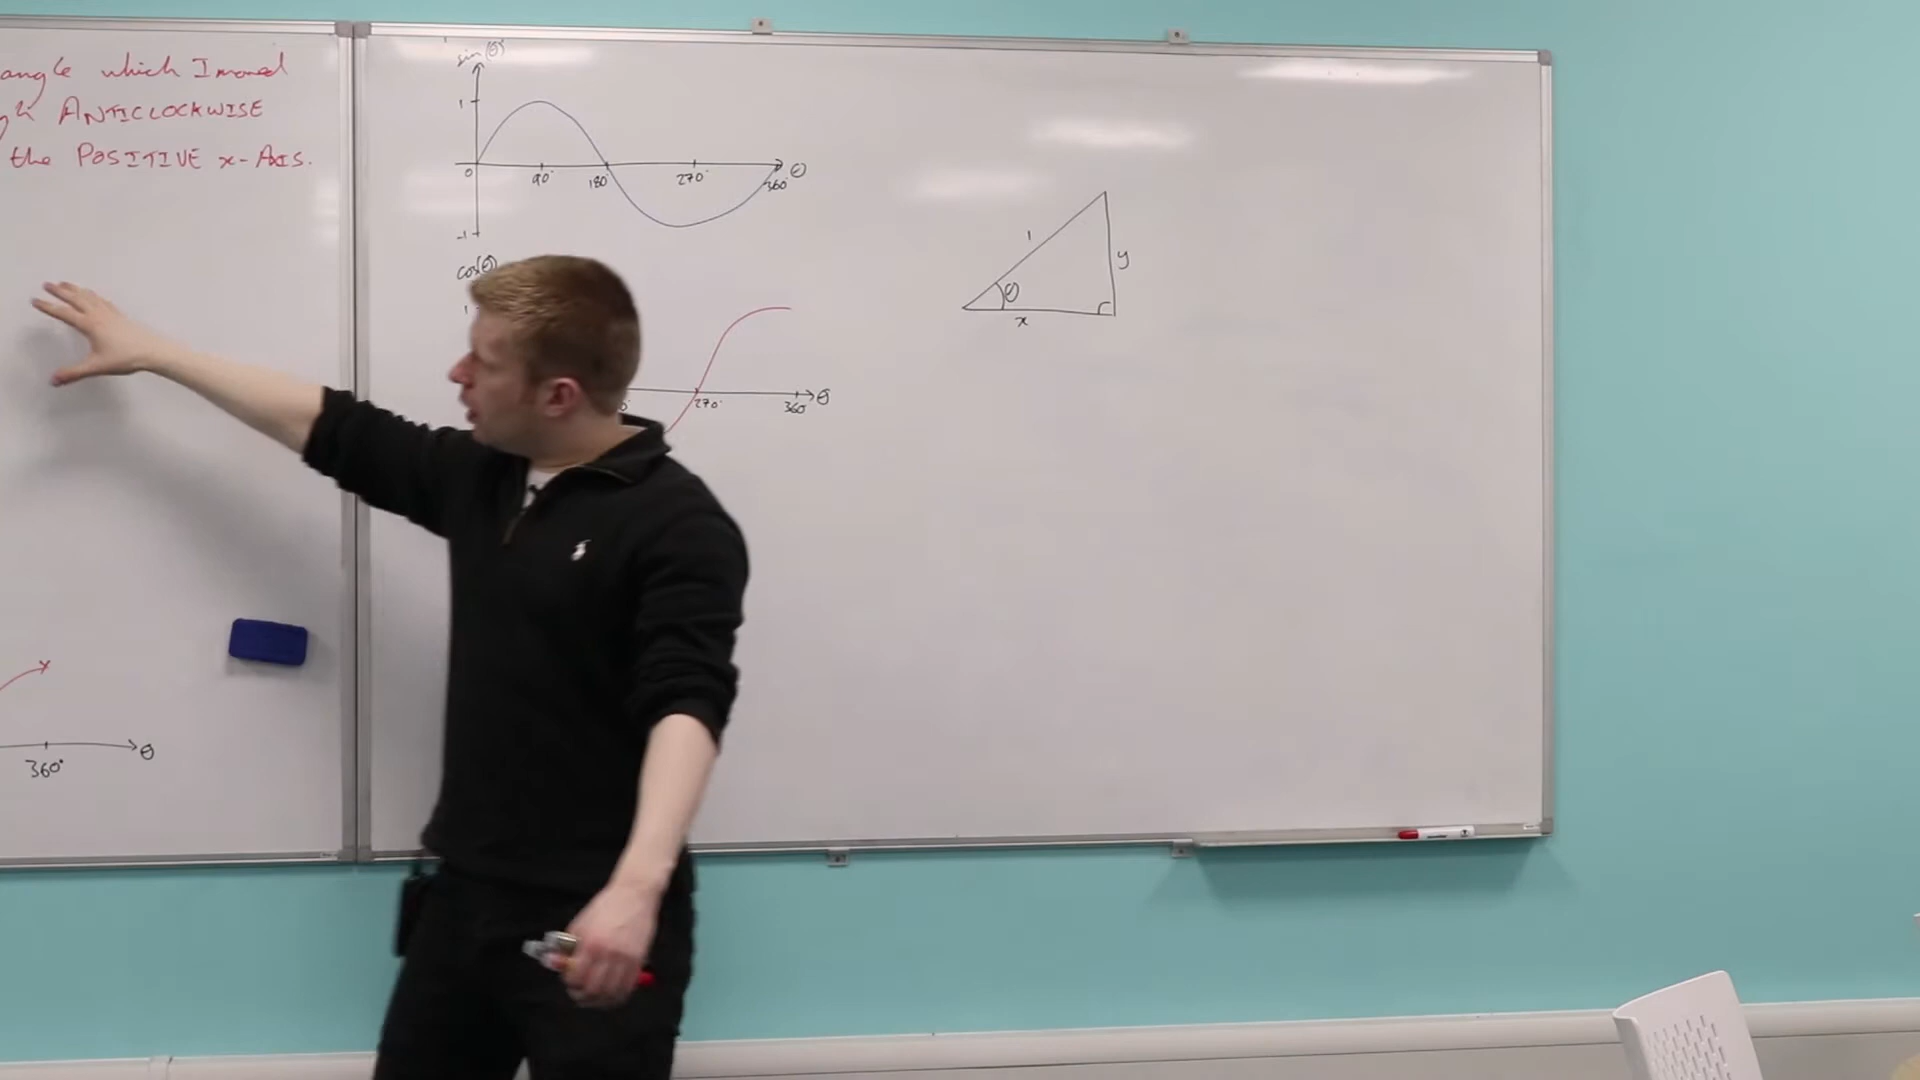 angle which I moved
ANTICLOCKWISE
the POSITIVE x-AXIS.
360°
θ
sin(θ)
1
0
90°
180°
270°
360°
θ
-1
cos(θ)
1
270°
360°
θ
1
θ
y
x